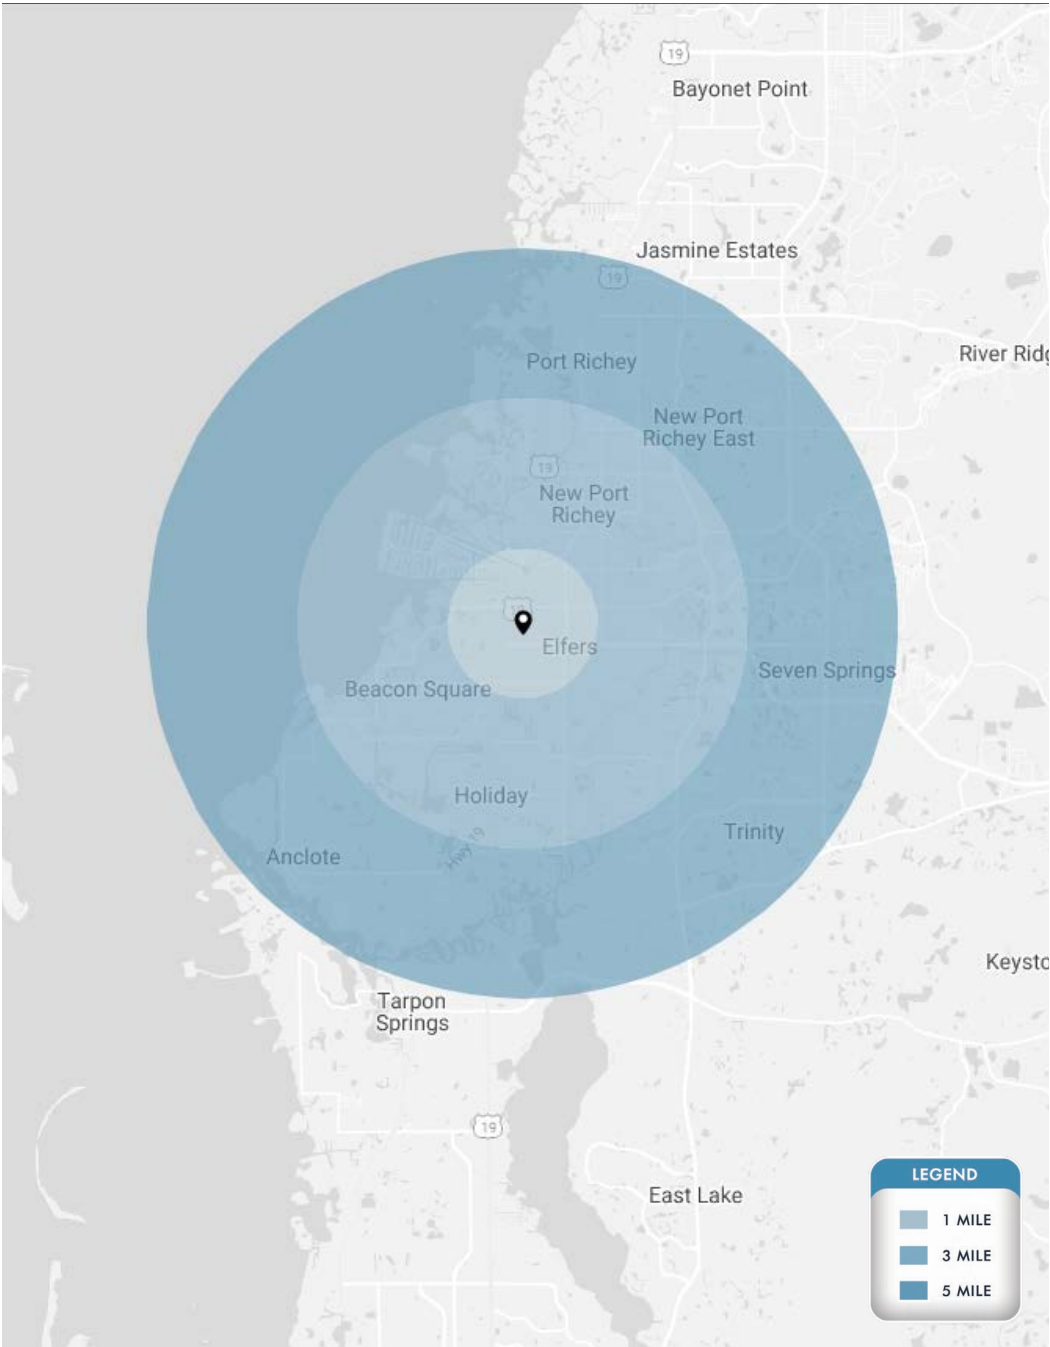 19
Bayonet Point
Jasmine Estates
19
River Ridg
Port Richey
New Port
Richey East
19
New Port
Richey
Elfers
Seven Springs
Beacon Square
Holiday
Trinity
Hwy 19
Anclote
Keysto
Tarpon
Springs
19
East Lake
LEGEND
1 MILE
3 MILE
5 MILE